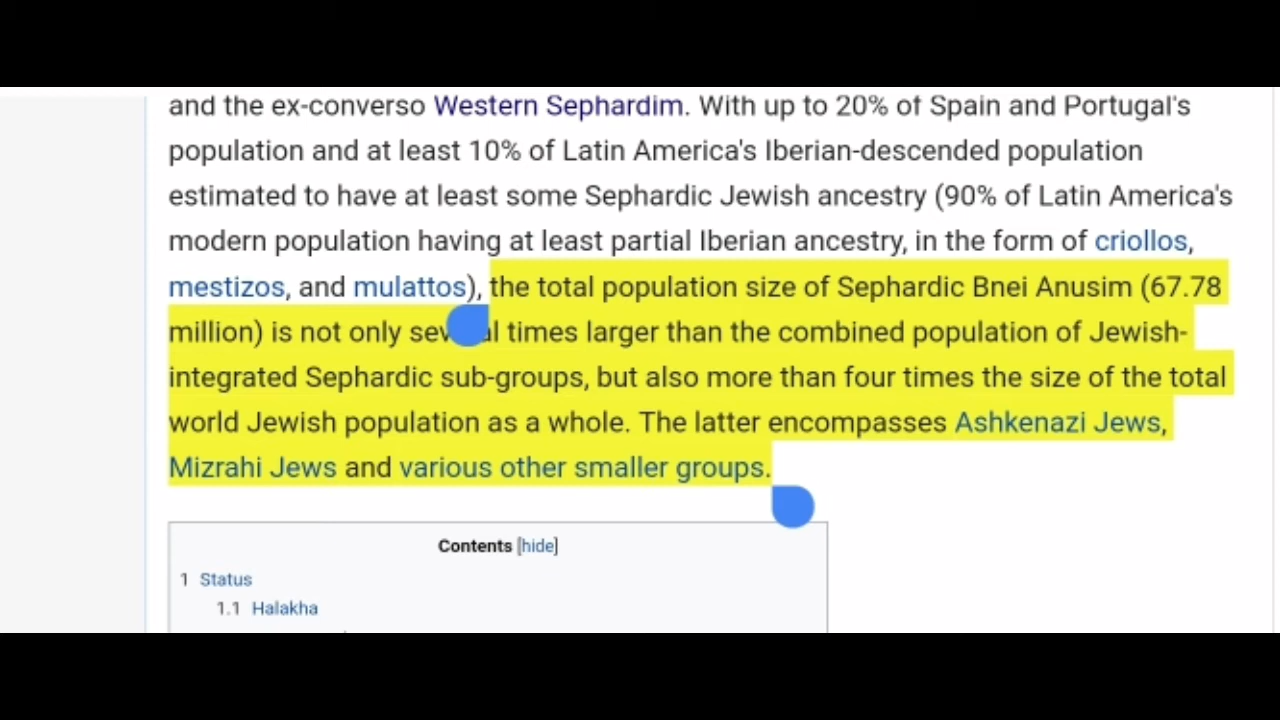 and the ex-converso Western Sephardim. With up to 20% of Spain and Portugal's
population and at least 10% of Latin America's Iberian-descended population
estimated to have at least some Sephardic Jewish ancestry (90% of Latin America's
modern population having at least partial Iberian ancestry, in the form of criollos,
mestizos, and mulattos), the total population size of Sephardic Bnei Anusim (67.78
million) is not only several times larger than the combined population of Jewish-
integrated Sephardic sub-groups, but also more than four times the size of the total
world Jewish population as a whole. The latter encompasses Ashkenazi Jews,
Mizrahi Jews and various other smaller groups.
Contents [hide]
1 Status
1.1 Halakha